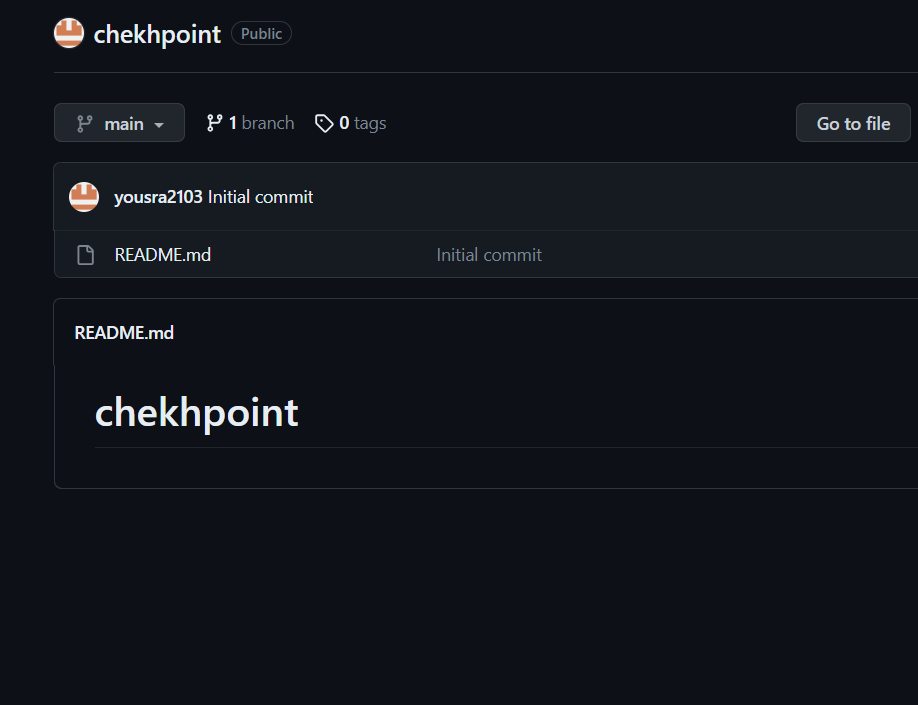 chekhpoint Public
main 1 branch 0 tags Go to file
yousra2103 Initial commit
README.md Initial commit
README.md
chekhpoint